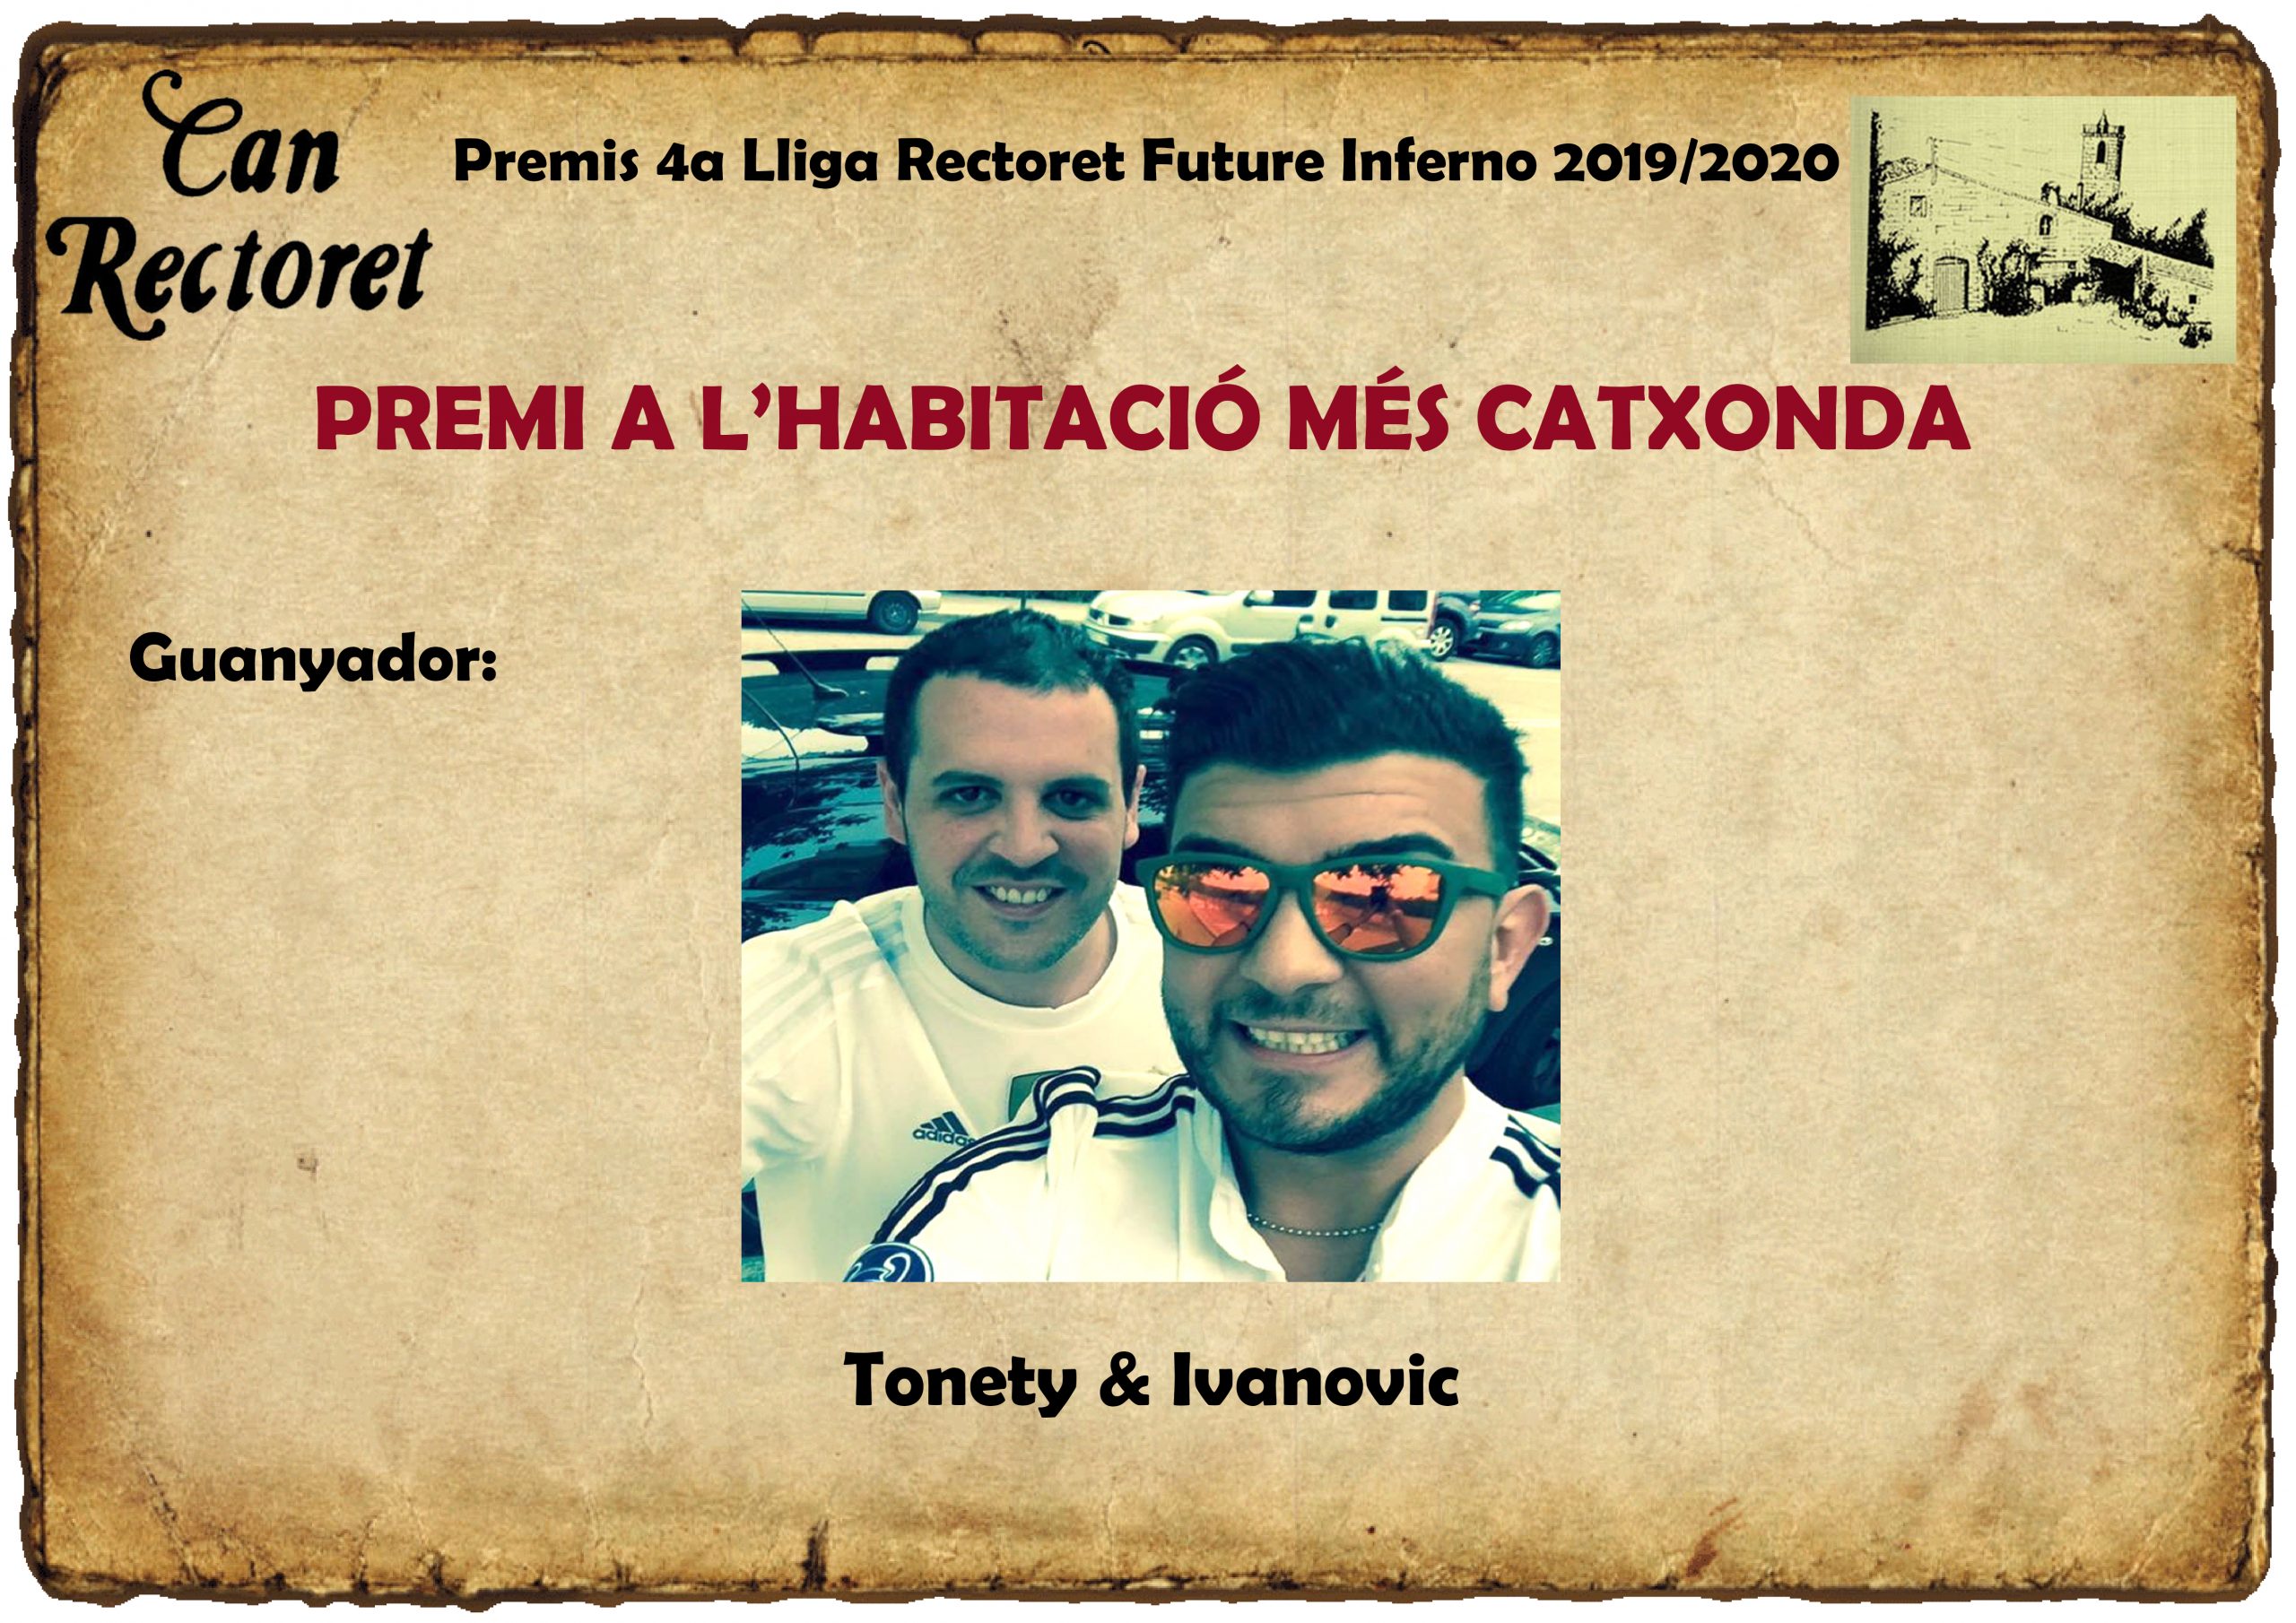 Can
Rectoret
Premis 4a Lliga Rectoret Future Inferno 2019/2020
PREMI A L’HABITACIÓ MÉS CATXONDA
Guanyador:
adidas
Tonety & Ivanovic